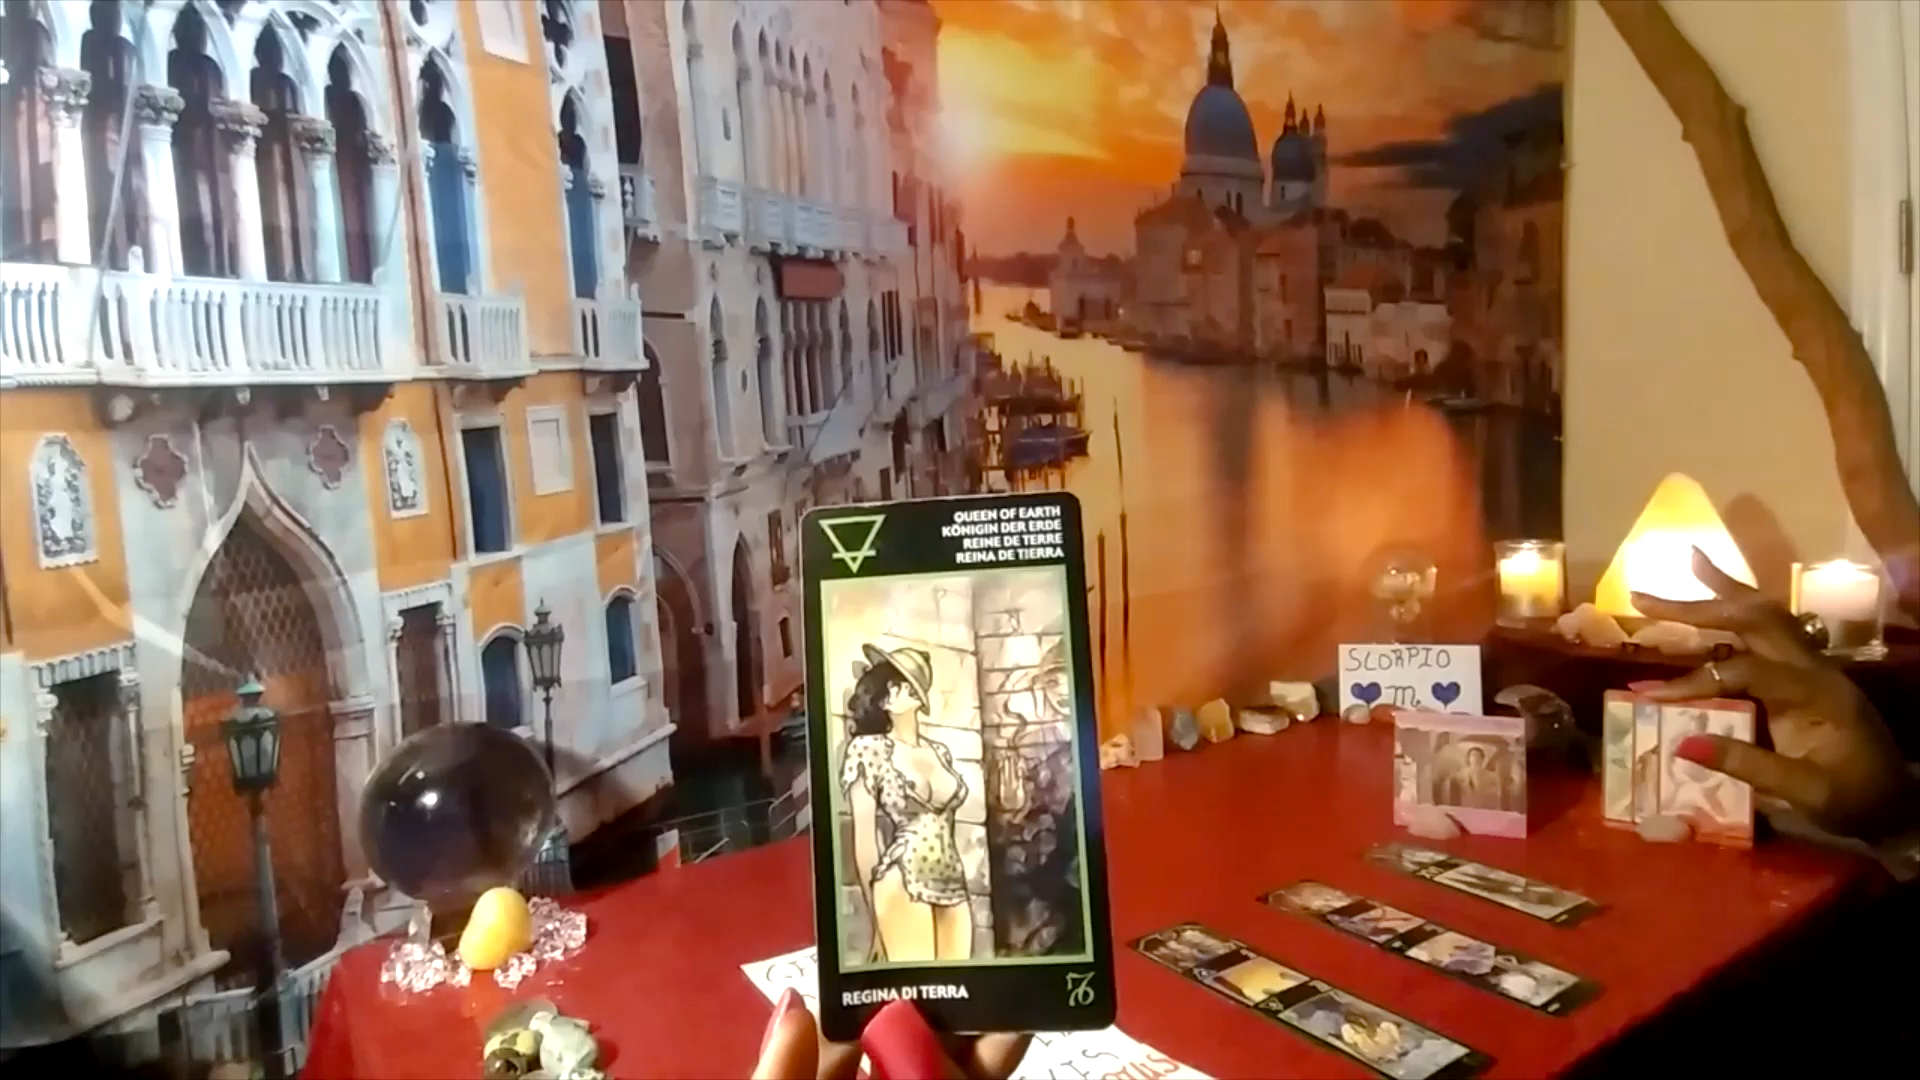 QUEEN OF EARTH
KÖNIGIN DER ERDE
REINE DE TERRE
REINA DE TIERRA
REGINA DI TERRA
76
SCORPIO
♏